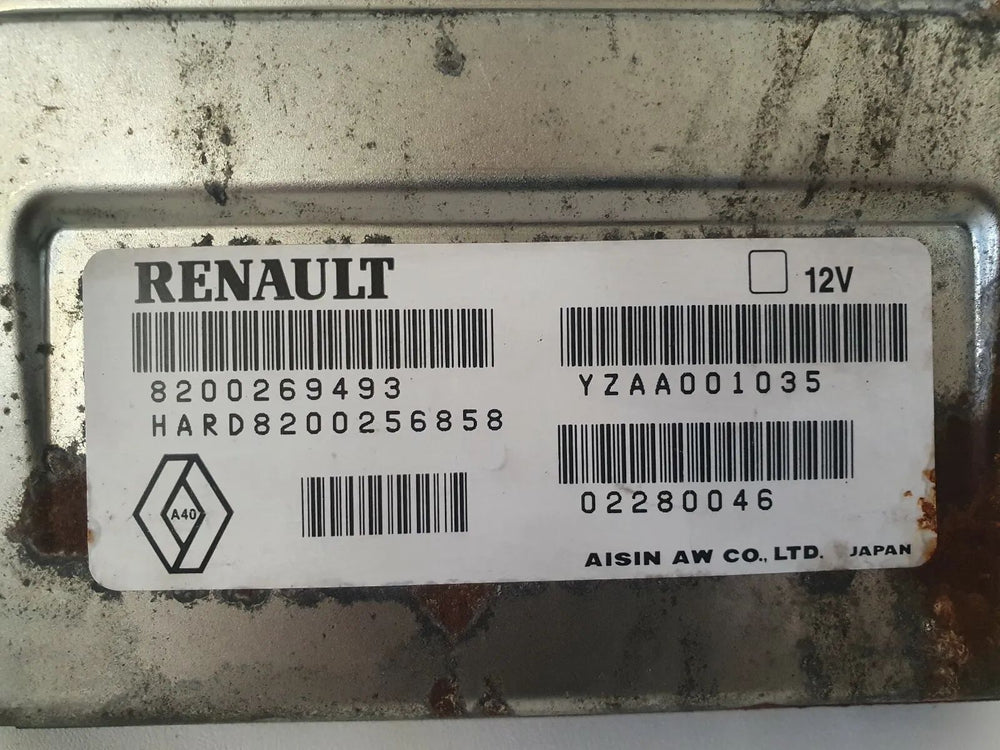 RENAULT
12V
8200269493
HARD8200256858
YZAA001035
02280046
A40
AISIN AW CO., LTD. JAPAN